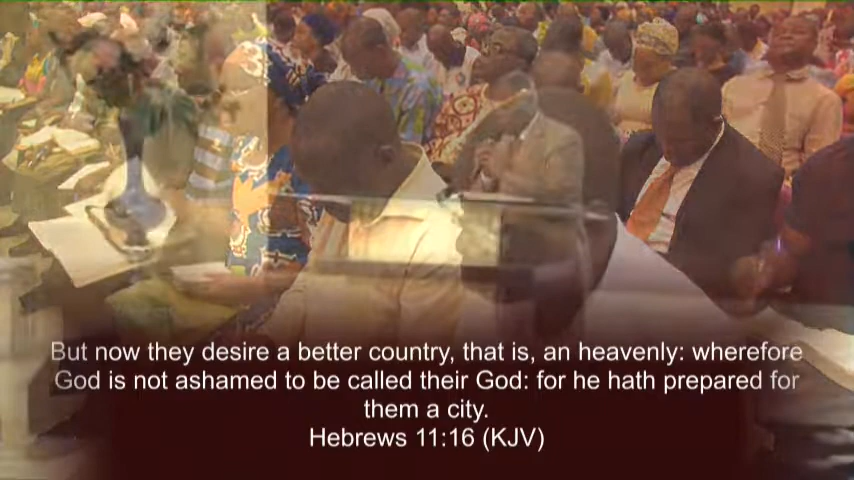 But now they desire a better country, that is, an heavenly: wherefore
God is not ashamed to be called their God: for he hath prepared for
them a city.
Hebrews 11:16 (KJV)